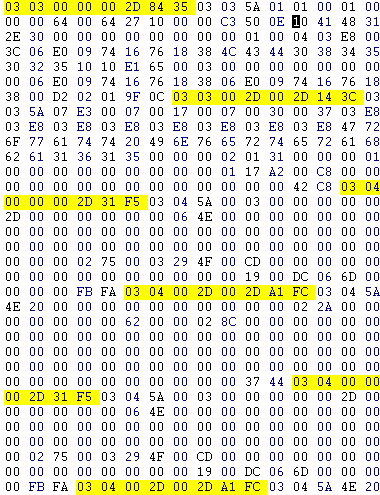 03 03 00 00 00 2D 84 35 03 03 5A 01 01 00 01 00
00 00 64 64 27 10 00 00 C3 50 0E 10 41 48 31
2E 30 00 00 00 00 00 00 00 01 00 04 03 E8 00
3C 06 E0 09 74 16 76 18 38 4C 43 44 30 38 34 35
30 32 35 10 10 E1 65 00 03 00 00 00 00 00 00 00
00 06 E0 09 74 16 76 18 38 06 E0 09 74 16 76 18
38 00 D2 02 01 9F 0C 03 03 00 2D 00 2D 14 3C 03
03 5A 07 E3 00 07 00 17 00 07 00 30 00 37 03 E8
03 E8 03 E8 03 E8 03 E8 03 E8 03 E8 03 E8 47 72
6F 77 61 74 74 20 49 6E 76 65 72 74 65 72 61 68
62 61 31 36 31 35 00 00 00 02 01 31 00 00 00 01
00 00 00 00 00 00 00 00 00 01 17 A2 00 C8 00 00
00 00 00 00 00 00 00 00 00 00 00 00 42 C8 03 04
00 00 00 2D 31 F5 03 04 5A 00 03 00 00 00 00 00
2D 00 00 00 00 00 00 06 4E 00 00 00 00 00 00 00
00 00 00 00 00 00 00 00 00 00 00 00 00 00 00 00
00 00 00 02 75 00 03 29 4F 00 CD 00 00 00 00 00
00 00 00 00 00 00 00 00 00 00 19 00 DC 06 6D 00
00 00 00 FB FA 03 04 00 2D 00 2D A1 FC 03 04 5A
4E 20 00 00 00 00 00 00 00 00 00 00 02 2A 00 00
00 00 00 00 00 62 00 00 02 8C 00 00 00 00 00 00
00 00 00 00 00 00 00 00 00 00 00 00 00 00 00 00
00 00 00 00 00 00 00 00 00 00 00 00 00 00 00 00
00 00 00 00 00 00 00 00 00 00 37 44 03 04 00 00
00 2D 31 F5 03 04 5A 00 03 00 00 00 00 00 2D 00
00 00 00 00 00 06 4E 00 00 00 00 00 00 00 00 00
00 00 00 00 00 00 00 00 00 00 00 00 00 00 00 00
00 02 75 00 03 29 4F 00 CD 00 00 00 00 00 00 00
00 00 00 00 00 00 00 00 19 00 DC 06 6D 00 00 00
00 FB FA 03 04 00 2D 00 2D A1 FC 03 04 5A 4E 20